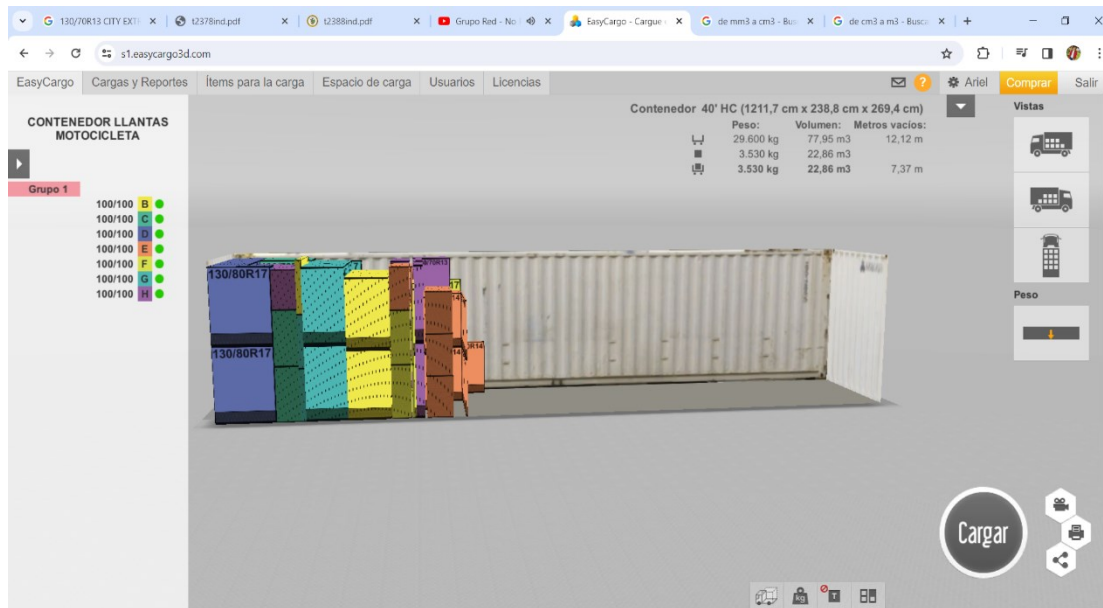 130/70R13 CITY EXT
t2378ind.pdf
t2388ind.pdf
Grupo Red - No
EasyCargo - Cargue
de mm3 a cm3 - Bus
de cm3 a m3 - Busca
s1.easycargo3d.com
EasyCargo Cargas y Reportes Ítems para la carga Espacio de carga Usuarios Licencias ? Ariel Comprar Salir
CONTENEDOR LLANTAS
MOTOCICLETA
Contenedor 40' HC (1211,7 cm x 238,8 cm x 269,4 cm)
Peso: Volumen: Metros vacíos:
29.600 kg 77,95 m3 12,12 m
3.530 kg 22,86 m3
3.530 kg 22,86 m3 7,37 m
Vistas
Peso
Grupo 1
100/100 B
100/100 C
100/100 D
100/100 E
100/100 F
100/100 G
100/100 H
130/80R17
17
14
130/80R17
14
Cargar
kg
T